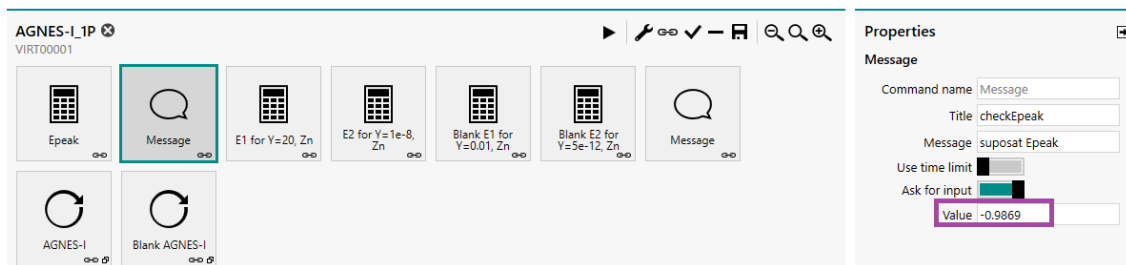 AGNES-I_1P
VIRT00001
Epeak
Message
E1 for Y=20, Zn
E2 for Y=1e-8,
Zn
Blank E1 for
Y=0.01, Zn
Blank E2 for
Y=5e-12, Zn
Message
AGNES-I
Blank AGNES-I
Properties
Message
Command name Message
Title checkEpeak
Message suposat Epeak
Use time limit
Ask for input
Value -0.9869